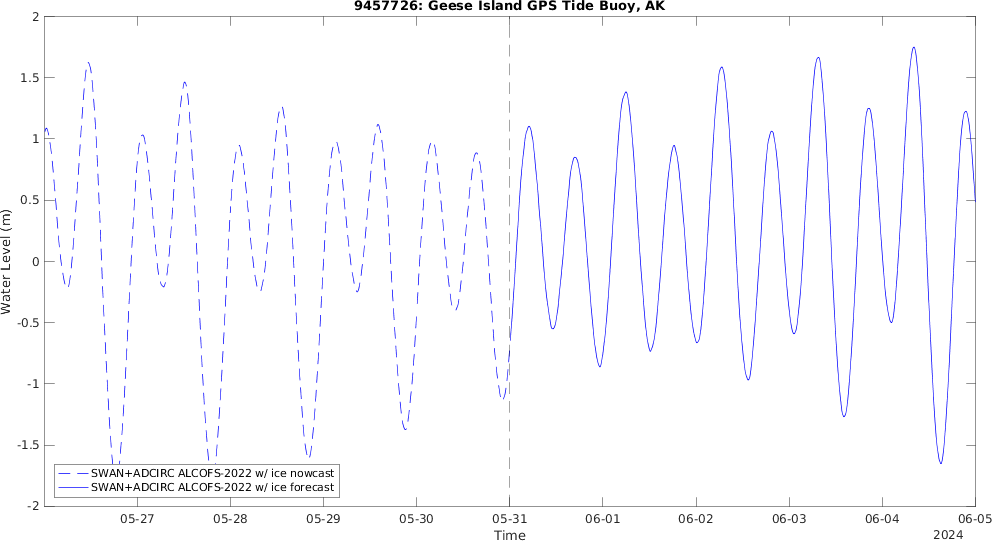 9457726: Geese Island GPS Tide Buoy, AK
2
1.5
1
0.5
0
-0.5
-1
-1.5
-2
Water Level (m)
SWAN+ADCIRC ALCOFS-2022 w/ ice nowcast
SWAN+ADCIRC ALCOFS-2022 w/ ice forecast
05-27 05-28 05-29 05-30 05-31 06-01 06-02 06-03 06-04 06-05
Time
2024